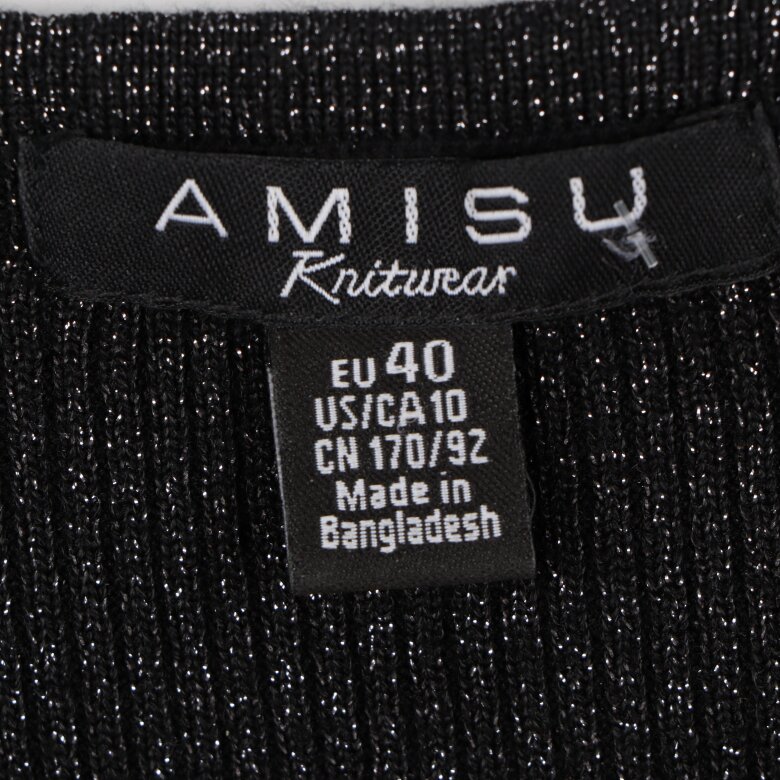 AMISU
Knitwear
EU 40
US/CA 10
CN 170/92
Made in
Bangladesh